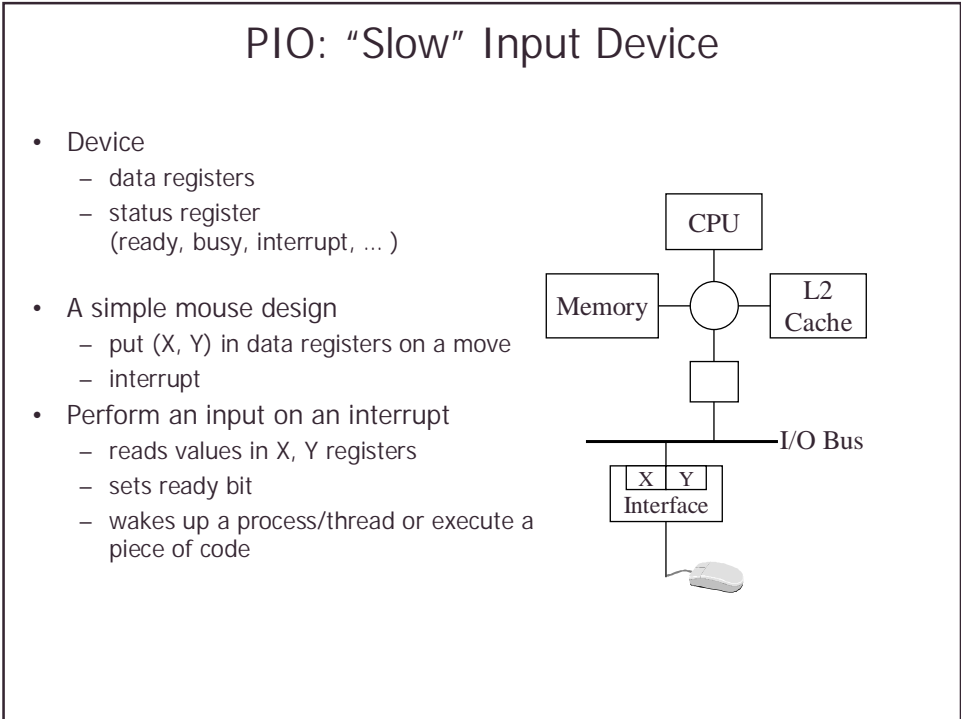 PIO: “Slow” Input Device
• Device
– data registers
– status register
(ready, busy, interrupt, ... )
• A simple mouse design
– put (X, Y) in data registers on a move
– interrupt
• Perform an input on an interrupt
– reads values in X, Y registers
– sets ready bit
– wakes up a process/thread or execute a
piece of code
CPU
Memory
L2
Cache
I/O Bus
X Y
Interface